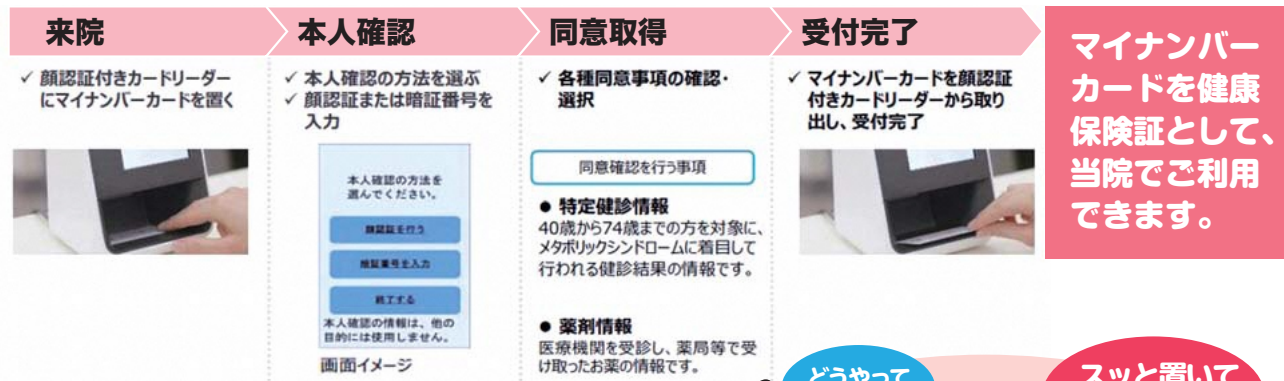 来院
本人確認
同意取得
受付完了
✓ 顔認証付きカードリーダー
にマイナンバーカードを置く
✓ 本人確認の方法を選ぶ
✓ 顔認証または暗証番号を
入力
本人確認の方法を
選んでください。
顔認証を行う
暗証番号を入力
終了する
本人確認の情報は、他の
目的には使用しません。
画面イメージ
✓ 各種同意事項の確認・
選択
同意確認を行う事項
● 特定健診情報
40歳から74歳までの方を対象に、
メタボリックシンドロームに着目して
行われる健診結果の情報です。
● 薬剤情報
医療機関を受診し、薬局等で受
け取ったお薬の情報です。
✓ マイナンバーカードを顔認証
付きカードリーダーから取り
出し、受付完了
マイナンバー
カードを健康
保険証として、
当院でご利用
できます。
どうやって
スッと置いて